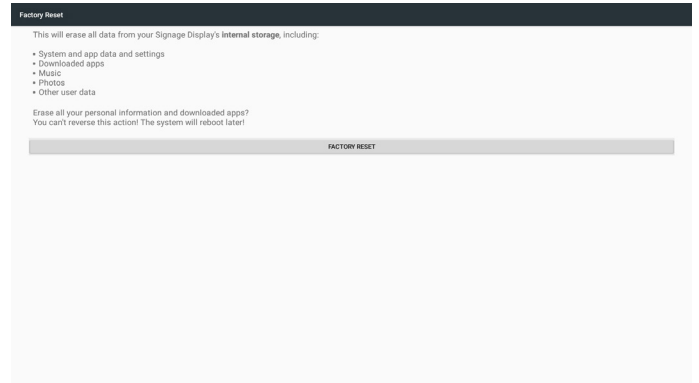 Factory Reset
This will erase all data from your Signage Display's internal storage, including:
• System and app data and settings
• Downloaded apps
• Music
• Photos
• Other user data
Erase all your personal information and downloaded apps?
You can't reverse this action! The system will reboot later!
FACTORY RESET